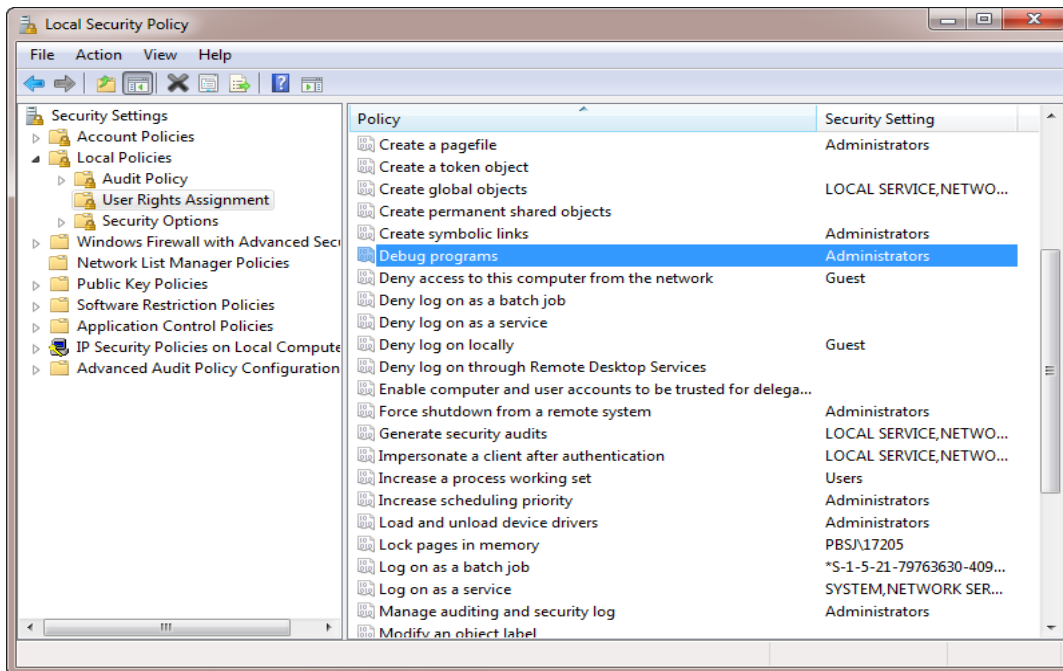 Local Security Policy
File Action View Help
Security Settings
Account Policies
Local Policies
Audit Policy
User Rights Assignment
Security Options
Windows Firewall with Advanced Secu
Network List Manager Policies
Public Key Policies
Software Restriction Policies
Application Control Policies
IP Security Policies on Local Compute
Advanced Audit Policy Configuration
Policy Security Setting
Create a pagefile Administrators
Create a token object
Create global objects LOCAL SERVICE,NETWO...
Create permanent shared objects
Create symbolic links Administrators
Debug programs Administrators
Deny access to this computer from the network Guest
Deny log on as a batch job
Deny log on as a service
Deny log on locally Guest
Deny log on through Remote Desktop Services
Enable computer and user accounts to be trusted for delega...
Force shutdown from a remote system Administrators
Generate security audits LOCAL SERVICE,NETWO...
Impersonate a client after authentication LOCAL SERVICE,NETWO...
Increase a process working set Users
Increase scheduling priority Administrators
Load and unload device drivers Administrators
Lock pages in memory PBSJ\17205
Log on as a batch job *S-1-5-21-79763630-409...
Log on as a service SYSTEM,NETWORK SER...
Manage auditing and security log Administrators
Modify an object label